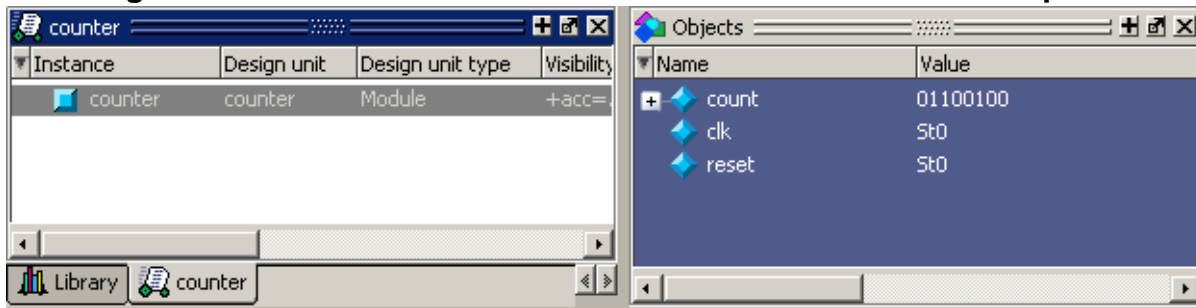 counter
Instance Design unit Design unit type Visibility
counter counter Module +acc=.
Library counter
Objects
Name Value
count 01100100
clk St0
reset St0